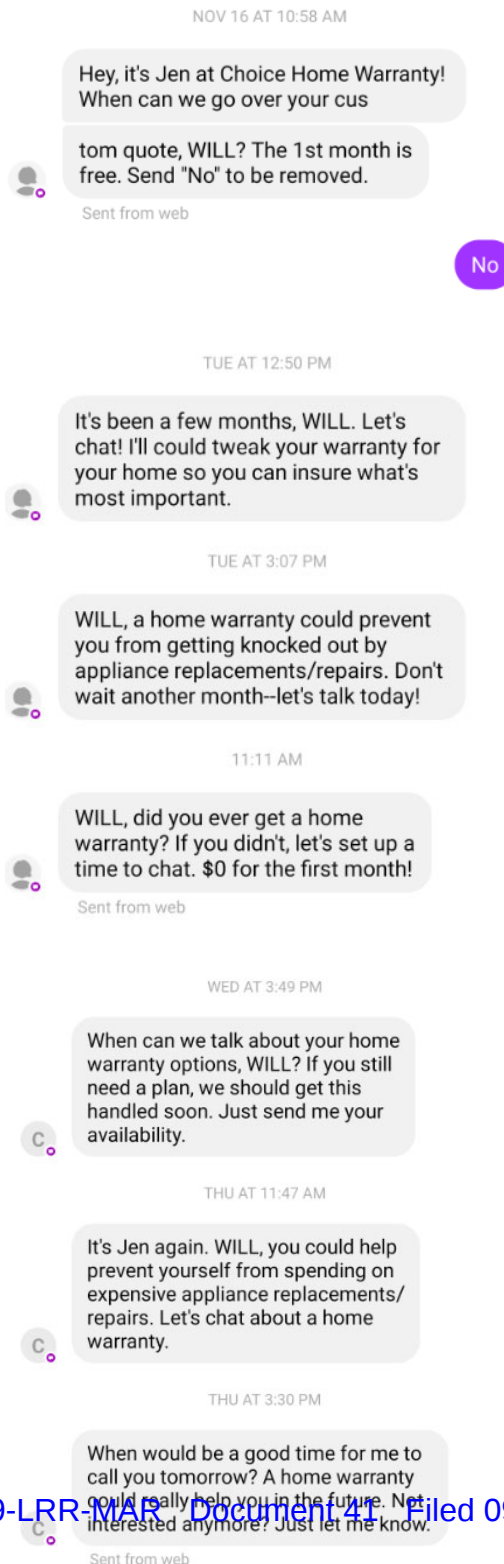 NOV 16 AT 10:58 AM
Hey, it's Jen at Choice Home Warranty!
When can we go over your cus
tom quote, WILL? The 1st month is
free. Send "No" to be removed.
Sent from web
No
TUE AT 12:50 PM
It's been a few months, WILL. Let's
chat! I'll could tweak your warranty for
your home so you can insure what's
most important.
TUE AT 3:07 PM
WILL, a home warranty could prevent
you from getting knocked out by
appliance replacements/repairs. Don't
wait another month--let's talk today!
11:11 AM
WILL, did you ever get a home
warranty? If you didn't, let's set up a
time to chat. $0 for the first month!
Sent from web
WED AT 3:49 PM
When can we talk about your home
warranty options, WILL? If you still
need a plan, we should get this
handled soon. Just send me your
availability.
C
THU AT 11:47 AM
It's Jen again. WILL, you could help
prevent yourself from spending on
expensive appliance replacements/
repairs. Let's chat about a home
warranty.
C
THU AT 3:30 PM
When would be a good time for me to
call you tomorrow? A home warranty
could really help you in the future. Not
9-LRR-MAR Document 41 Filed 09
interested anymore? Just let me know.
C
Sent from web